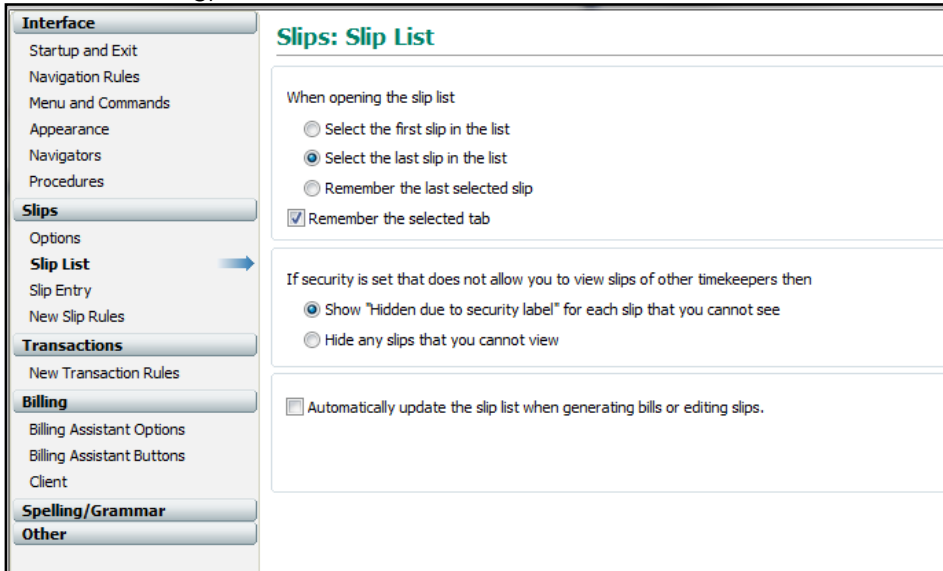 Interface
Startup and Exit
Navigation Rules
Menu and Commands
Appearance
Navigators
Procedures
Slips
Options
Slip List
Slip Entry
New Slip Rules
Transactions
New Transaction Rules
Billing
Billing Assistant Options
Billing Assistant Buttons
Client
Spelling/Grammar
Other
Slips: Slip List
When opening the slip list
Select the first slip in the list
Select the last slip in the list
Remember the last selected slip
Remember the selected tab
If security is set that does not allow you to view slips of other timekeepers then
Show "Hidden due to security label" for each slip that you cannot see
Hide any slips that you cannot view
Automatically update the slip list when generating bills or editing slips.